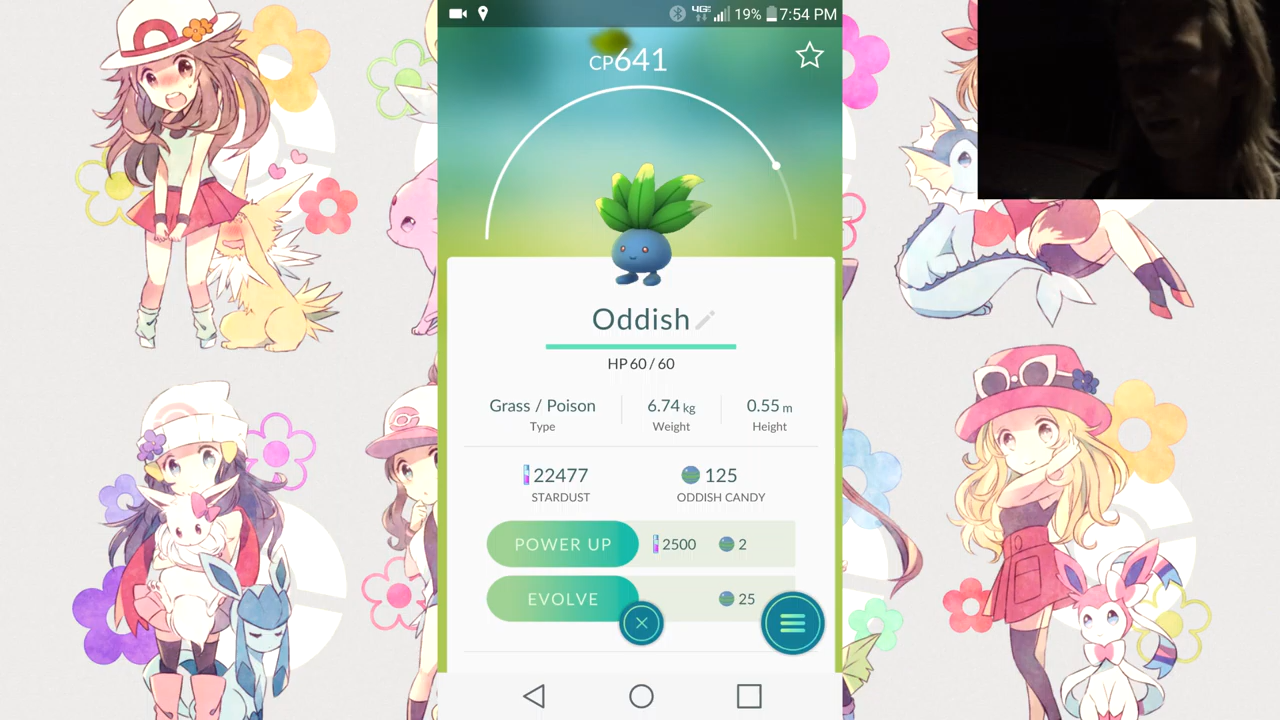 4G LTE 19% 7:54 PM
CP641
Oddish
HP 60 / 60
Grass / Poison 6.74 kg 0.55 m
Type Weight Height
22477 125
STARDUST ODDISH CANDY
POWER UP 2500 2
EVOLVE 25